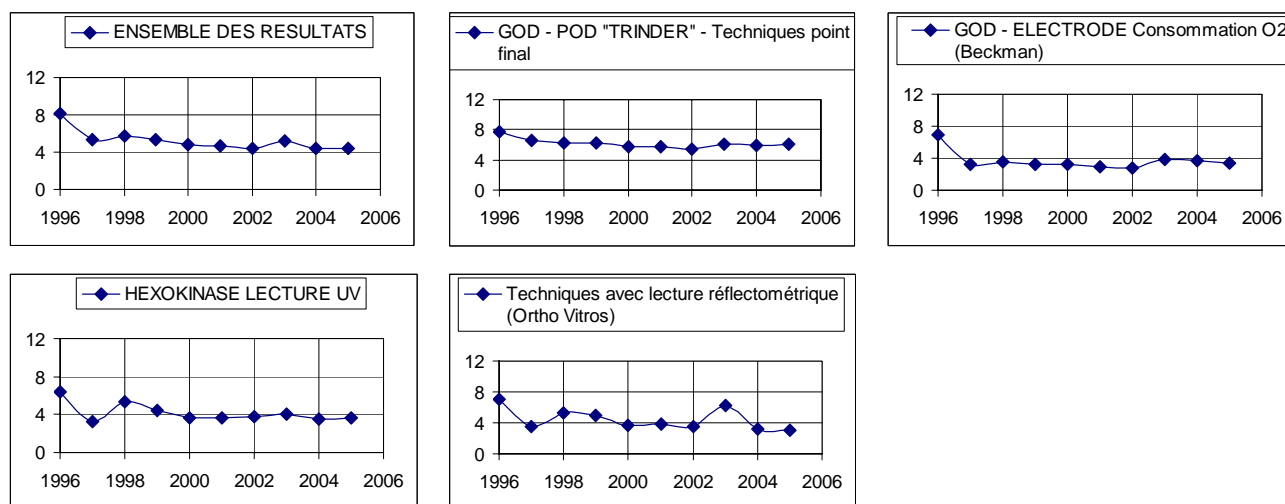 ENSEMBLE DES RESULTATS
12
8
4
0
1996 1998 2000 2002 2004 2006
GOD - POD "TRINDER" - Techniques point
final
12
8
4
0
1996 1998 2000 2002 2004 2006
GOD - ELECTRODE Consommation O2
(Beckman)
12
8
4
0
1996 1998 2000 2002 2004 2006
HEXOKINASE LECTURE UV
12
8
4
0
1996 1998 2000 2002 2004 2006
Techniques avec lecture réflectométrique
(Ortho Vitros)
12
8
4
0
1996 1998 2000 2002 2004 2006